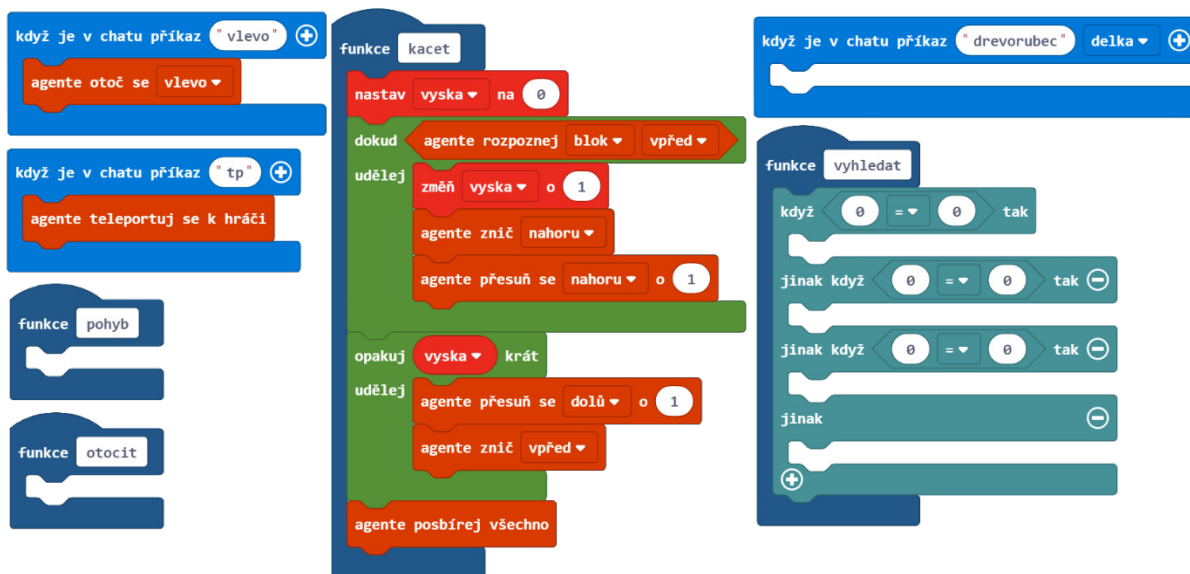 když je v chatu příkaz "vlevo"
agente otoč se vlevo
když je v chatu příkaz "tp"
agente teleportuj se k hráči
funkce pohyb
funkce otocit
funkce kacet
nastav vyska na 0
dokud agente rozpoznej blok vpřed
udělej
změň vyska o 1
agente znič nahoru
agente přesuň se nahoru o 1
opakuj vyska krát
udělej
agente přesuň se dolů o 1
agente znič vpřed
agente posbírej všechno
když je v chatu příkaz "drevorubec" delka
funkce vyhledat
když 0 = 0 tak
jinak když 0 = 0 tak
jinak když 0 = 0 tak
jinak